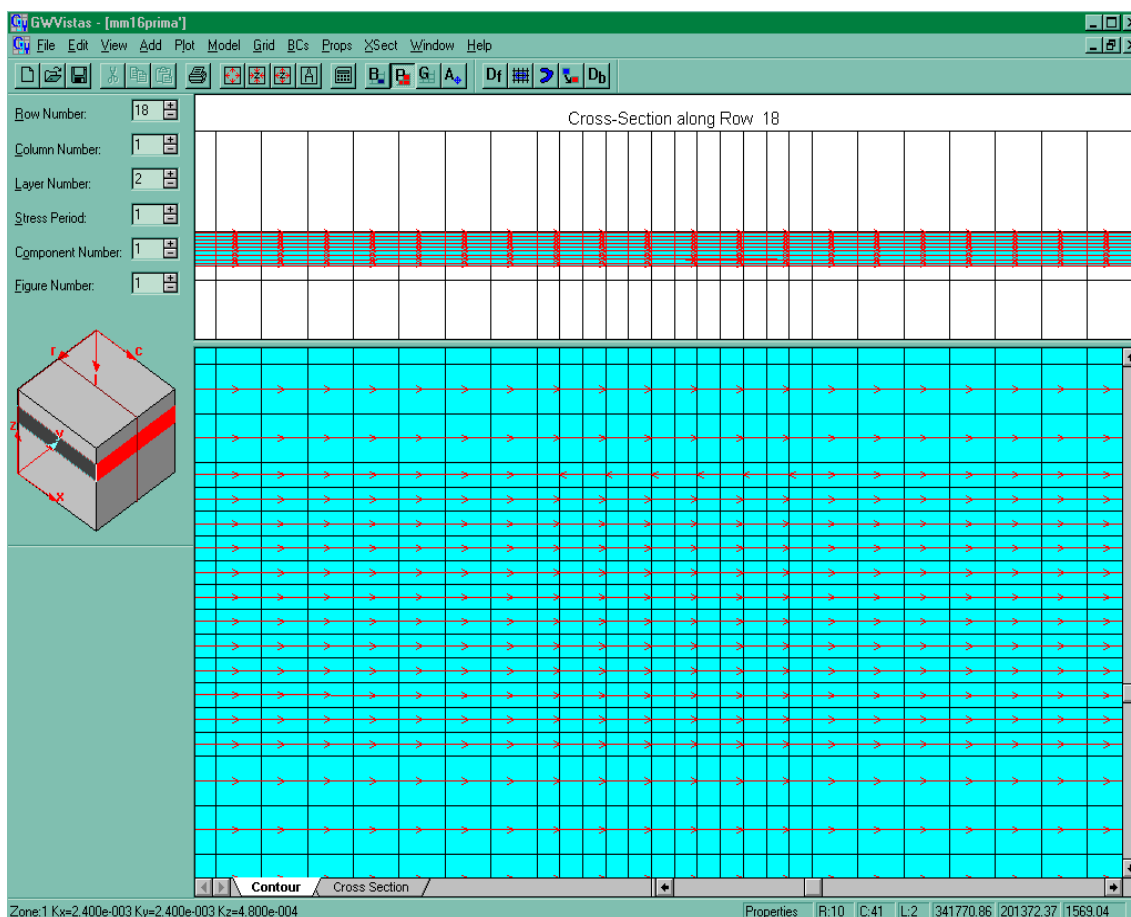 GWVistas - [mm16prima']
File Edit View Add Plot Model Grid BCs Props XSect Window Help
Df Db
Row Number: 18
Column Number: 1
Layer Number: 2
Stress Period: 1
Component Number: 1
Figure Number: 1
Cross-Section along Row 18
r c
l
z y
x
Contour Cross Section
Zone:1 Kx=2.400e-003 Ky=2.400e-003 Kz=4.800e-004 Properties R:10 C:41 L:2 341770.86 201372.37 1569.04